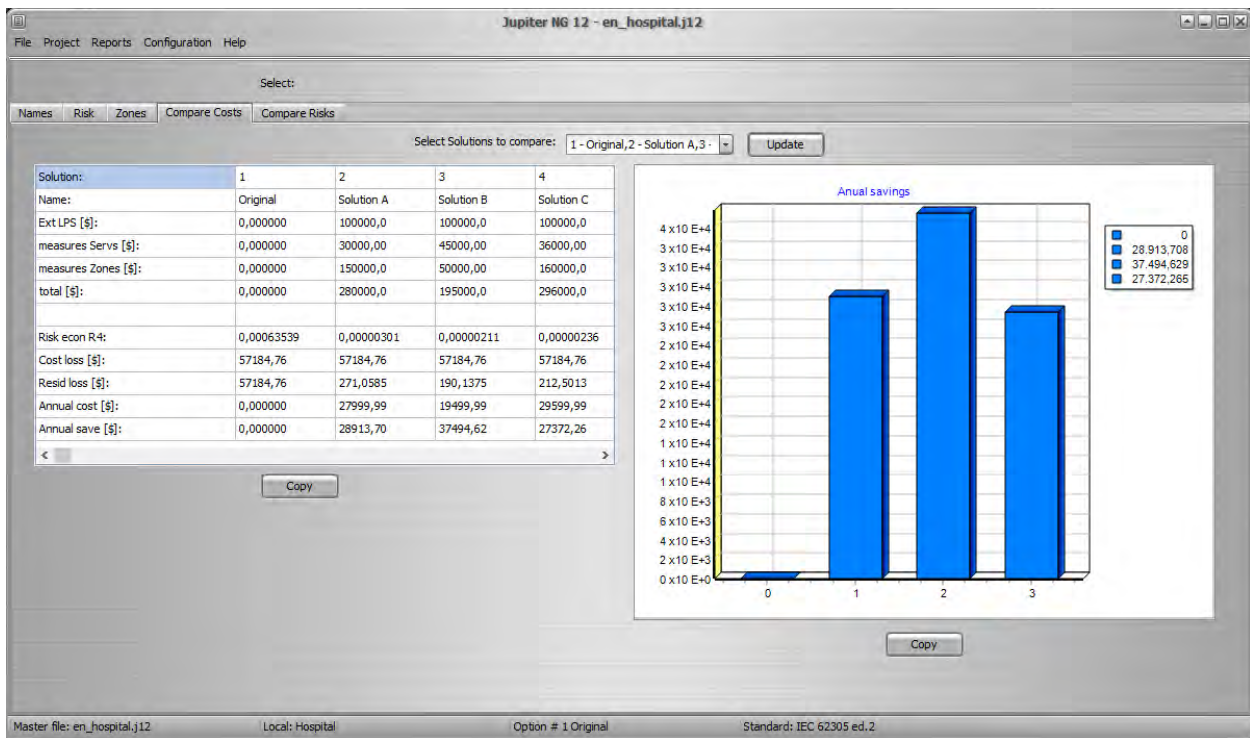 Jupiter NG 12 - en_hospital.j12
File Project Reports Configuration Help
Select:
Names Risk Zones Compare Costs Compare Risks
Select Solutions to compare: 1 - Original,2 - Solution A,3 - Update
Solution: 1 2 3 4
Name: Original Solution A Solution B Solution C
Ext LPS [$]: 0,000000 100000,0 100000,0 100000,0
measures Servs [$]: 0,000000 30000,00 45000,00 36000,00
measures Zones [$]: 0,000000 150000,0 50000,00 160000,0
total [$]: 0,000000 280000,0 195000,0 296000,0
Risk econ R4: 0,00063539 0,00000301 0,00000211 0,00000236
Cost loss [$]: 57184,76 57184,76 57184,76 57184,76
Resid loss [$]: 57184,76 271,0585 190,1375 212,5013
Annual cost [$]: 0,000000 27999,99 19499,99 29599,99
Annual save [$]: 0,000000 28913,70 37494,62 27372,26
Copy
Anual savings
4 x10 E+4
3 x10 E+4
3 x10 E+4
3 x10 E+4
3 x10 E+4
3 x10 E+4
2 x10 E+4
2 x10 E+4
2 x10 E+4
2 x10 E+4
2 x10 E+4
1 x10 E+4
1 x10 E+4
1 x10 E+4
8 x10 E+3
6 x10 E+3
4 x10 E+3
2 x10 E+3
0 x10 E+0
0 1 2 3
0
28.913,708
37.494,629
27.372,265
Copy
Master file: en_hospital.j12 Local: Hospital Option # 1 Original Standard: IEC 62305 ed.2